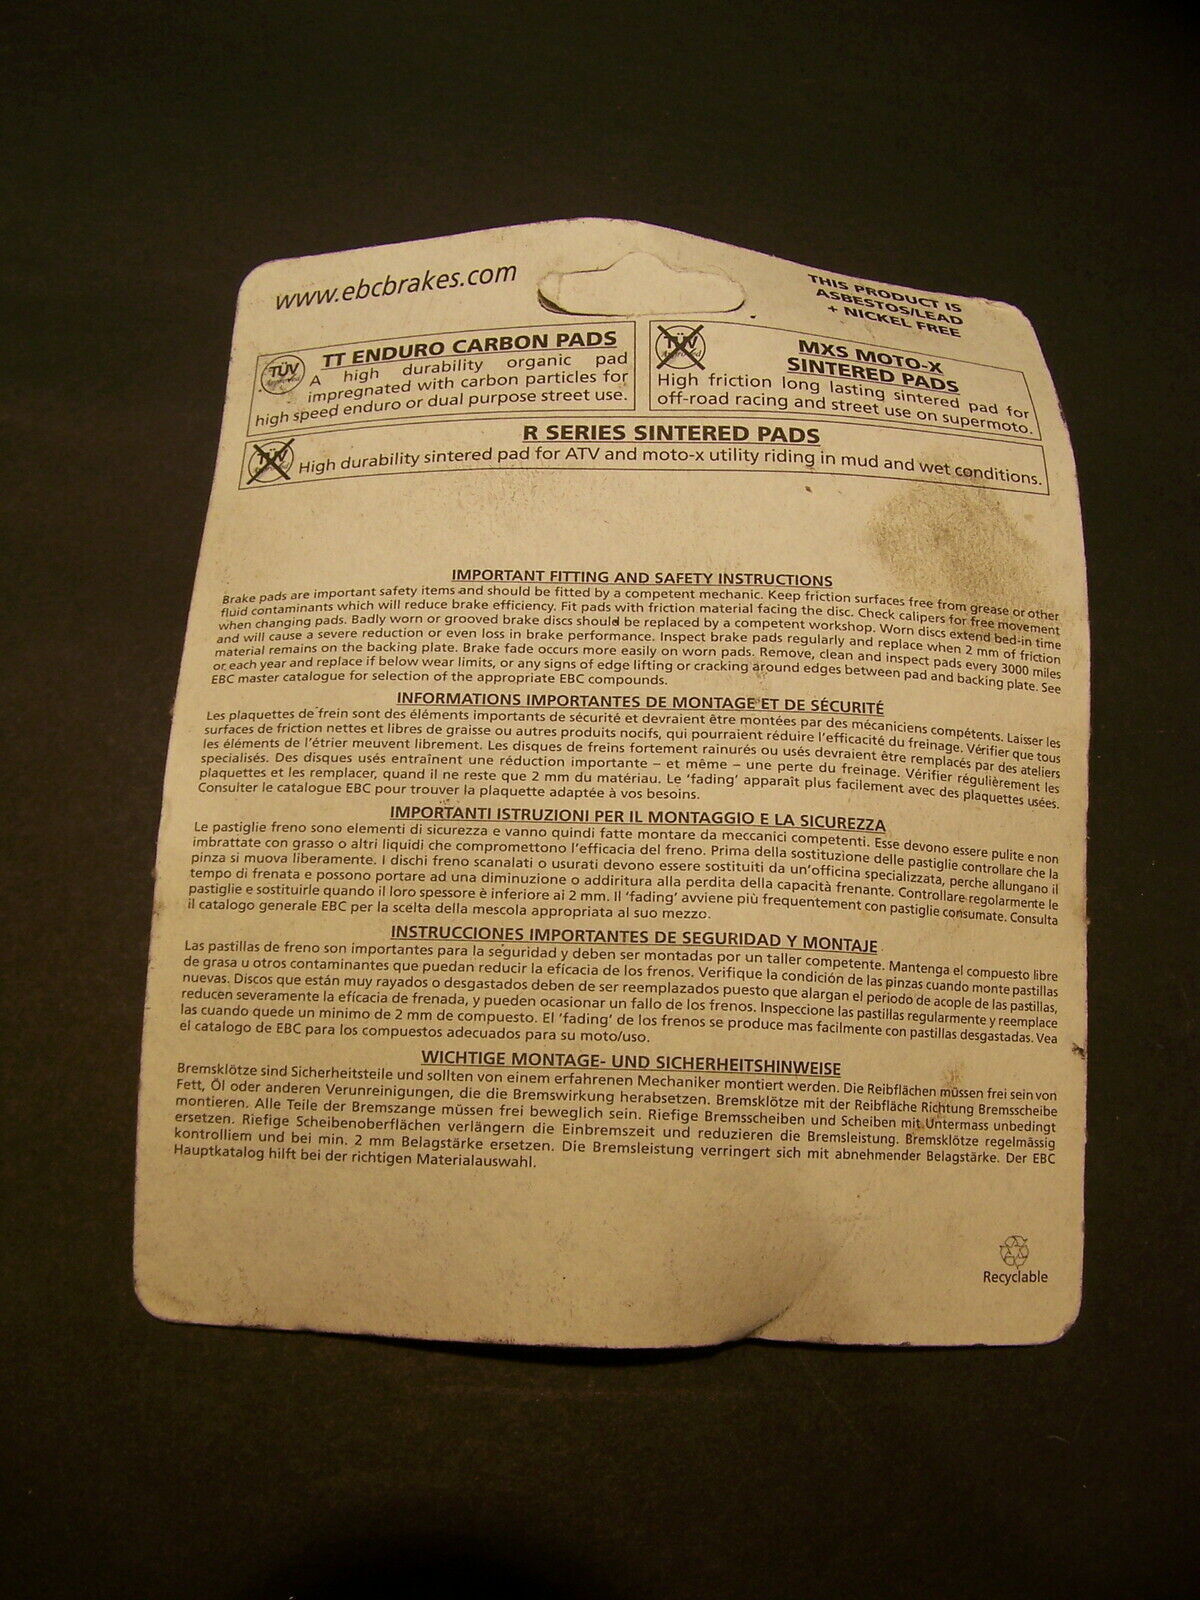 www.ebcbrakes.com
THIS PRODUCT IS
ASBESTOS/LEAD
+ NICKEL FREE
TÜV
Approved
TT ENDURO CARBON PADS
A high durability organic pad
impregnated with carbon particles for
high speed enduro or dual purpose street use.
TÜV
Approved
MXS MOTO-X
SINTERED PADS
High friction long lasting sintered pad for
off-road racing and street use on supermoto.
R SERIES SINTERED PADS
TÜV
Approved
High durability sintered pad for ATV and moto-x utility riding in mud and wet conditions.
IMPORTANT FITTING AND SAFETY INSTRUCTIONS
Brake pads are important safety items and should be fitted by a competent mechanic. Keep friction surfaces free from grease or other
fluid contaminants which will reduce brake efficiency. Fit pads with friction material facing the disc. Check calipers for free movement
when changing pads. Badly worn or grooved brake discs should be replaced by a competent workshop. Worn discs extend bed-in time
and will cause a severe reduction or even loss in brake performance. Inspect brake pads regularly and replace when 2 mm of friction
material remains on the backing plate. Brake fade occurs more easily on worn pads. Remove, clean and inspect pads every 3000 miles
or each year and replace if below wear limits, or any signs of edge lifting or cracking around edges between pad and backing plate. See
EBC master catalogue for selection of the appropriate EBC compounds.
INFORMATIONS IMPORTANTES DE MONTAGE ET DE SÉCURITÉ
Les plaquettes de frein sont des éléments importants de sécurité et devraient être montées par des mécaniciens compétents. Laisser les
surfaces de friction nettes et libres de graisse ou autres produits nocifs, qui pourraient réduire l'efficacité du freinage. Vérifier que tous
les éléments de l'étrier meuvent librement. Les disques de freins fortement rainurés ou usés devraient être remplacés par des ateliers
specialisés. Des disques usés entraînent une réduction importante – et même – une perte du freinage. Vérifier régulièrement les
plaquettes et les remplacer, quand il ne reste que 2 mm du matériau. Le 'fading' apparaît plus facilement avec des plaquettes usées.
Consulter le catalogue EBC pour trouver la plaquette adaptée à vos besoins.
IMPORTANTI ISTRUZIONI PER IL MONTAGGIO E LA SICUREZZA
Le pastiglie freno sono elementi di sicurezza e vanno quindi fatte montare da meccanici competenti. Esse devono essere pulite e non
imbrattate con grasso o altri liquidi che compromettono l'efficacia del freno. Prima della sostituzione delle pastiglie controllare che la
pinza si muova liberamente. I dischi freno scanalati o usurati devono essere sostituiti da un'officina specializzata, perche allungano il
tempo di frenata e possono portare ad una diminuzione o addiritura alla perdita della capacità frenante. Controllare regolarmente le
pastiglie e sostituirle quando il loro spessore è inferiore ai 2 mm. Il 'fading' avviene più frequentement con pastiglie consumate. Consulta
il catalogo generale EBC per la scelta della mescola appropriata al suo mezzo.
INSTRUCCIONES IMPORTANTES DE SEGURIDAD Y MONTAJE
Las pastillas de freno son importantes para la séguridad y deben ser montadas por un taller competente. Mantenga el compuesto libre
de grasa u otros contaminantes que puedan reducir la eficacia de los frenos. Verifique la condición de las pinzas cuando monte pastillas
nuevas. Discos que están muy rayados o desgastados deben de ser reemplazados puesto que alargan el periodo de acople de las pastillas,
reducen severamente la eficacia de frenada, y pueden ocasionar un fallo de los frenos. Inspeccione las pastillas regularmente y reemplace
las cuando quede un minimo de 2 mm de compuesto. El 'fading' de los frenos se produce mas facilmente con pastillas desgastadas. Vea
el catalogo de EBC para los compuestos adecuados para su moto/uso.
WICHTIGE MONTAGE- UND SICHERHEITSHINWEISE
Bremsklötze sind Sicherheitsteile und sollten von einem erfahrenen Mechaniker montiert werden. Die Reibflächen müssen frei sein von
Fett, Öl oder anderen Verunreinigungen, die die Bremswirkung herabsetzen. Bremsklötze mit der Reibfläche Richtung Bremsscheibe
montieren. Alle Teile der Bremszange müssen frei beweglich sein. Riefige Bremsscheiben und Scheiben mit Untermass unbedingt
ersetzen. Riefige Scheibenoberflächen verlängern die Einbremszeit und reduzieren die Bremsleistung. Bremsklötze regelmässig
kontrolliem und bei min. 2 mm Belagstärke ersetzen. Die Bremsleistung verringert sich mit abnehmender Belagstärke. Der EBC
Hauptkatalog hilft bei der richtigen Materialauswahl.
Recyclable